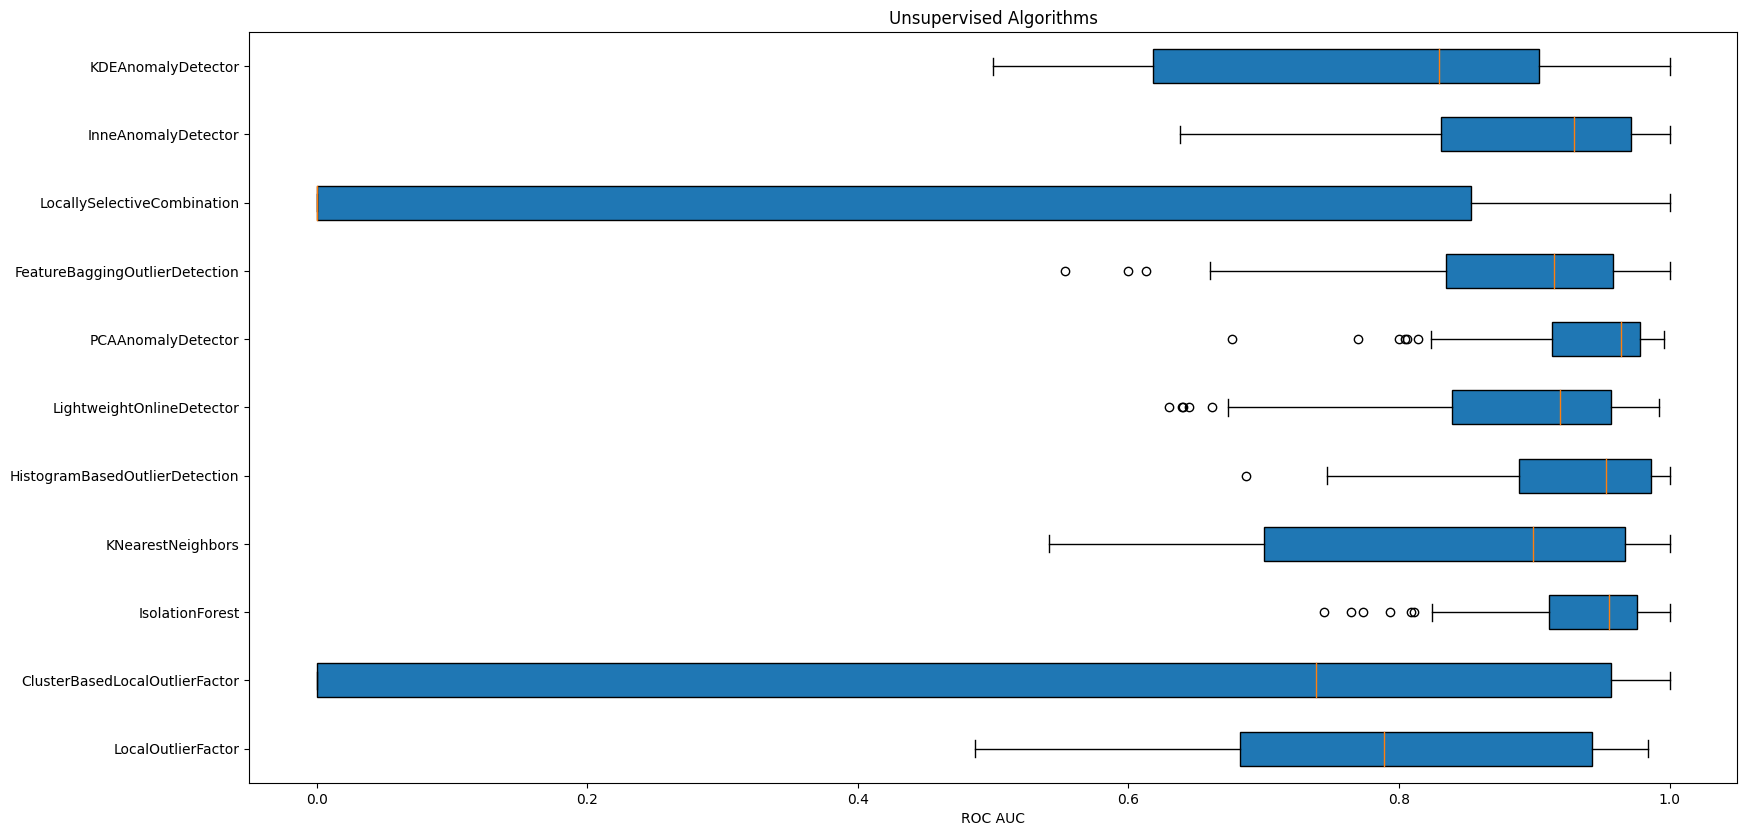 Unsupervised Algorithms
KDEAnomalyDetector
InneAnomalyDetector
LocallySelectiveCombination
FeatureBaggingOutlierDetection
PCAAnomalyDetector
LightweightOnlineDetector
HistogramBasedOutlierDetection
KNearestNeighbors
IsolationForest
ClusterBasedLocalOutlierFactor
LocalOutlierFactor
0.0 0.2 0.4 0.6 0.8 1.0
ROC AUC